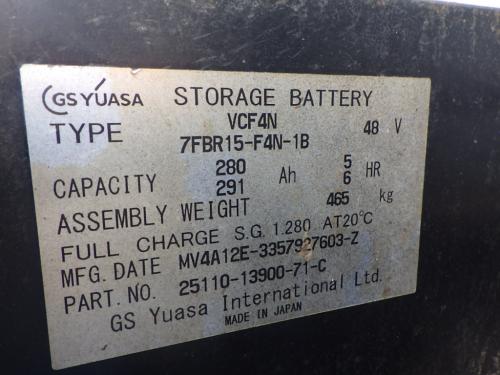 GS YUASA STORAGE BATTERY
TYPE VCF4N 48 V
7FBR15-F4N-1B
CAPACITY 280 Ah 5 HR
291 6
ASSEMBLY WEIGHT 465 kg
FULL CHARGE S.G. 1.280 AT20℃
MFG. DATE MV4A12E-3357927603-Z
PART. NO. 25110-13900-71-C
GS Yuasa International Ltd.
MADE IN JAPAN